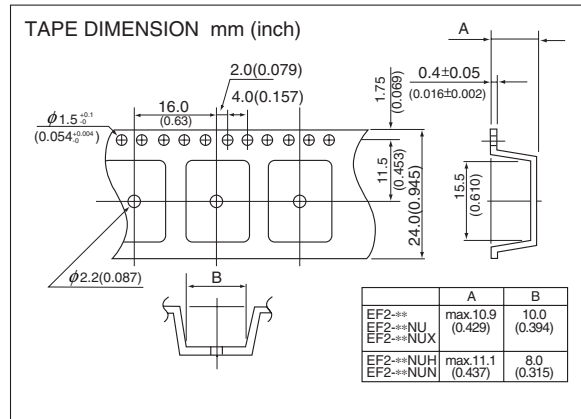 TAPE DIMENSION mm (inch)
A
2.0(0.079)
0.4±0.05
(0.016±0.002)
16.0
(0.63)
4.0(0.157)
1.75
(0.069)
ϕ1.5 +0.1 -0
(0.054+0.004 -0)
11.5
(0.453)
24.0(0.945)
15.5
(0.610)
ϕ2.2(0.087)
B
A B
EF2-** max.10.9 10.0
EF2-**NU (0.429) (0.394)
EF2-**NUX
EF2-**NUH max.11.1 8.0
EF2-**NUN (0.437) (0.315)